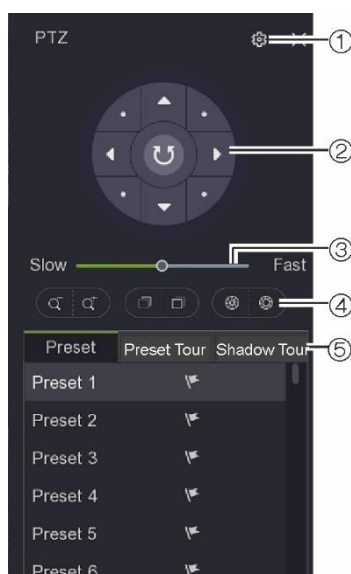 PTZ ①
②
③
Slow Fast
④
Preset Preset Tour Shadow Tour ⑤
Preset 1
Preset 2
Preset 3
Preset 4
Preset 5
Preset 6